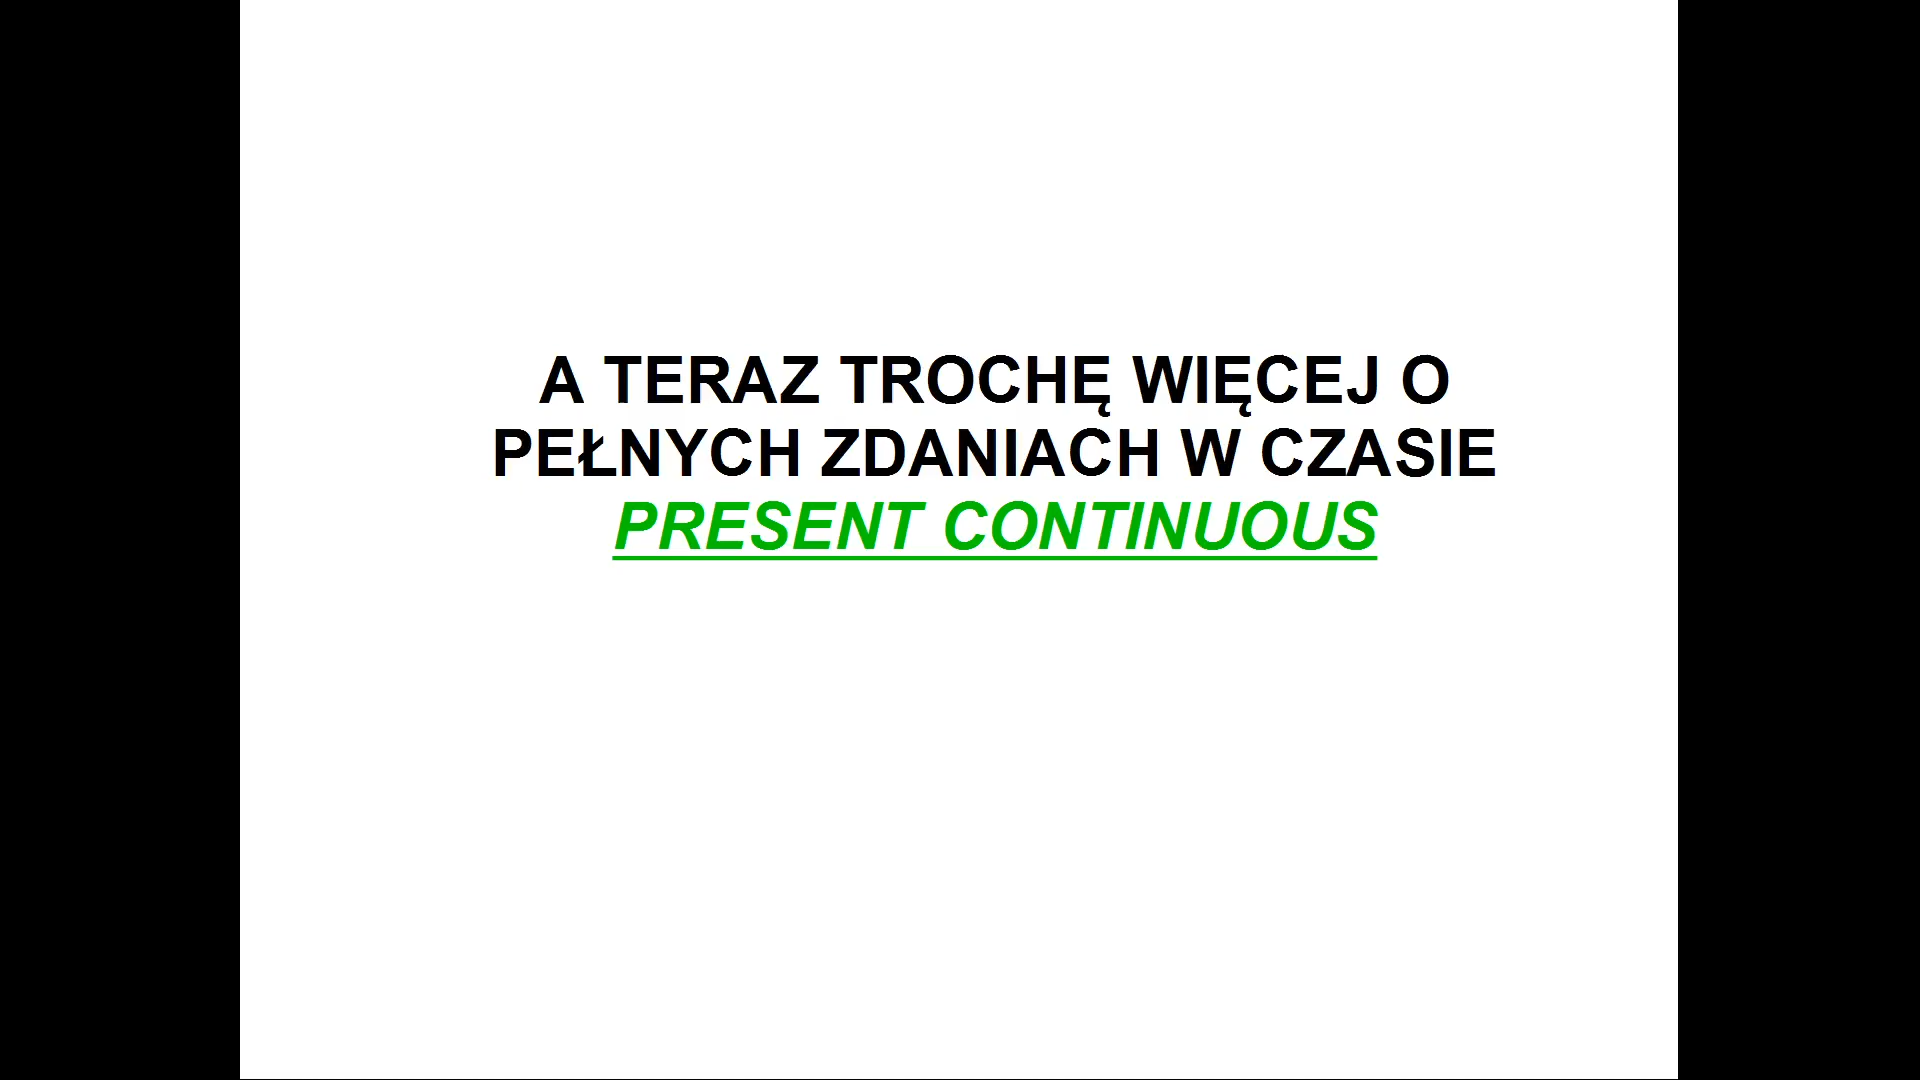 A TERAZ TROCHĘ WIĘCEJ O
PEŁNYCH ZDANIACH W CZASIE
PRESENT CONTINUOUS